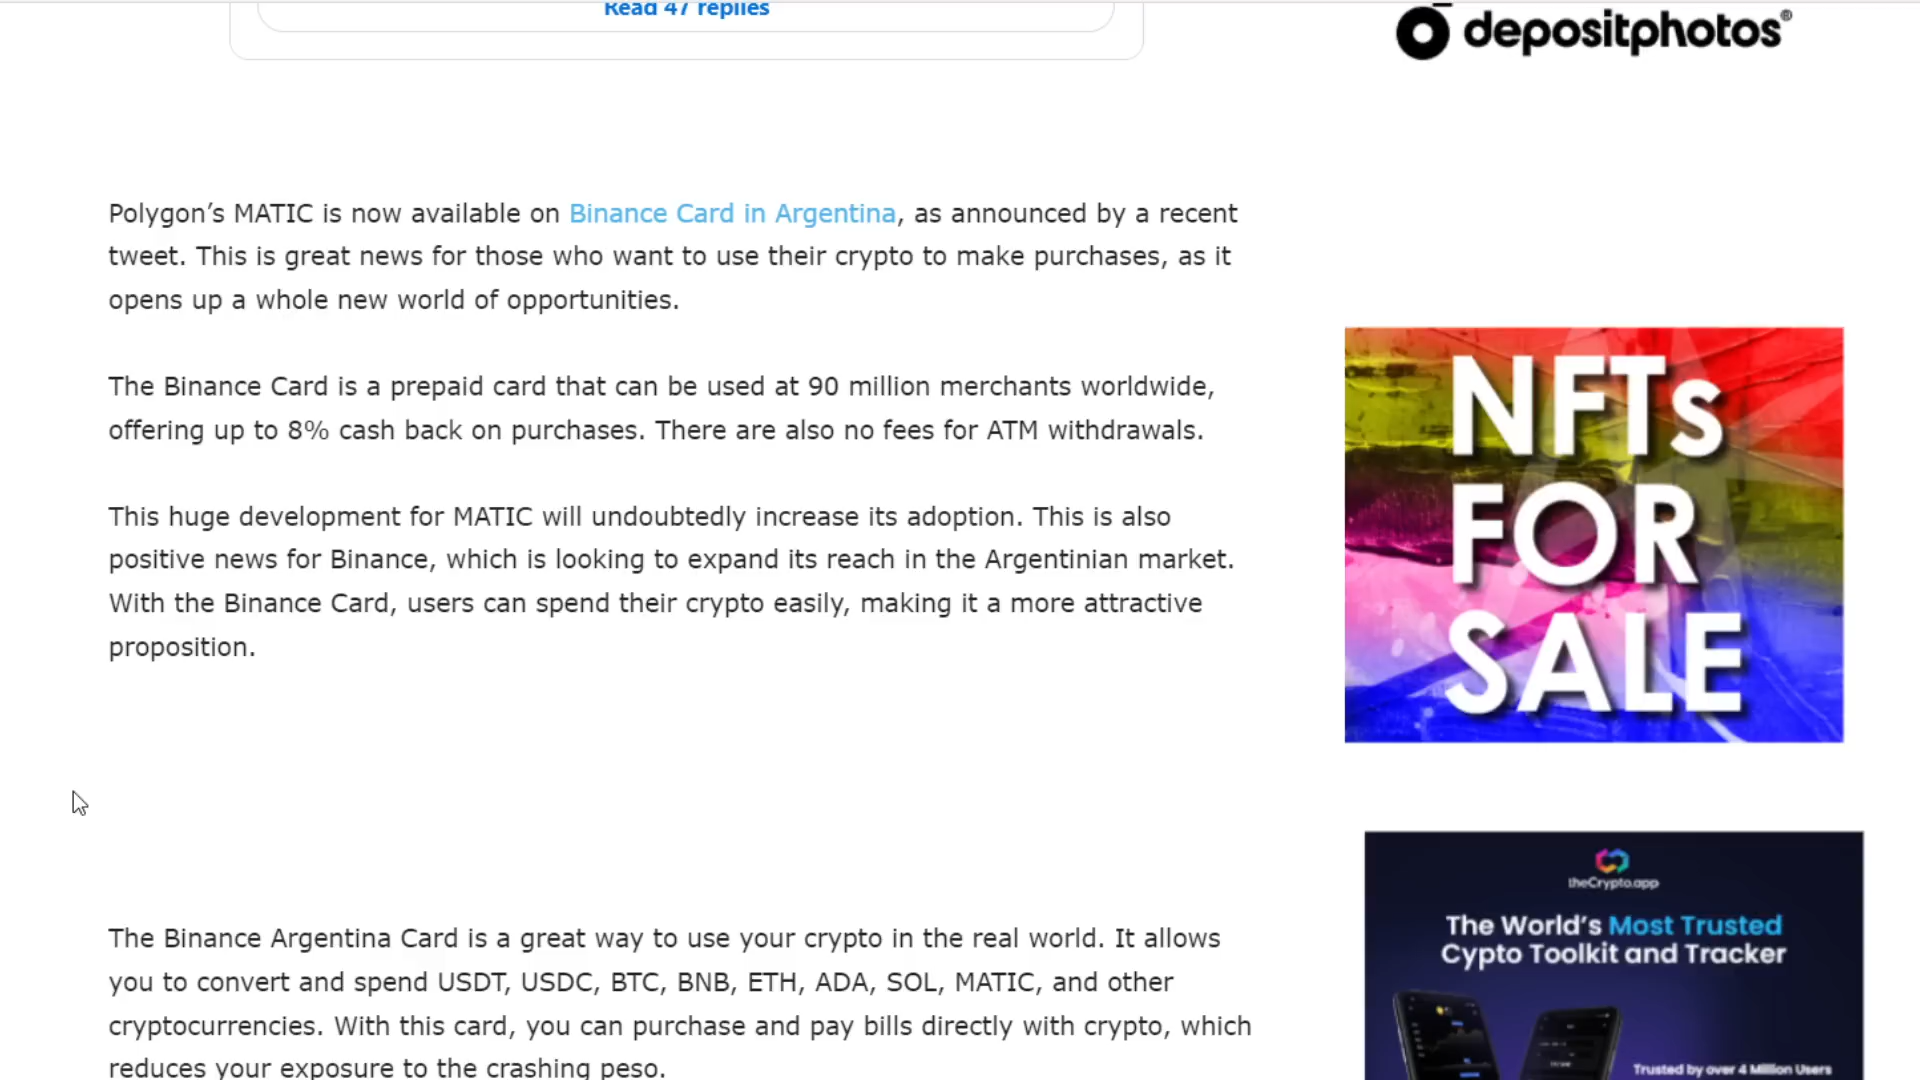 Read 47 replies
depositphotos®
Polygon’s MATIC is now available on Binance Card in Argentina, as announced by a recent
tweet. This is great news for those who want to use their crypto to make purchases, as it
opens up a whole new world of opportunities.
The Binance Card is a prepaid card that can be used at 90 million merchants worldwide,
offering up to 8% cash back on purchases. There are also no fees for ATM withdrawals.
This huge development for MATIC will undoubtedly increase its adoption. This is also
positive news for Binance, which is looking to expand its reach in the Argentinian market.
With the Binance Card, users can spend their crypto easily, making it a more attractive
proposition.
NFTs
FOR
SALE
The Binance Argentina Card is a great way to use your crypto in the real world. It allows
you to convert and spend USDT, USDC, BTC, BNB, ETH, ADA, SOL, MATIC, and other
cryptocurrencies. With this card, you can purchase and pay bills directly with crypto, which
reduces your exposure to the crashing peso.
theCrypto.app
The World’s Most Trusted
Cypto Toolkit and Tracker
Trusted by over 4 Million Users